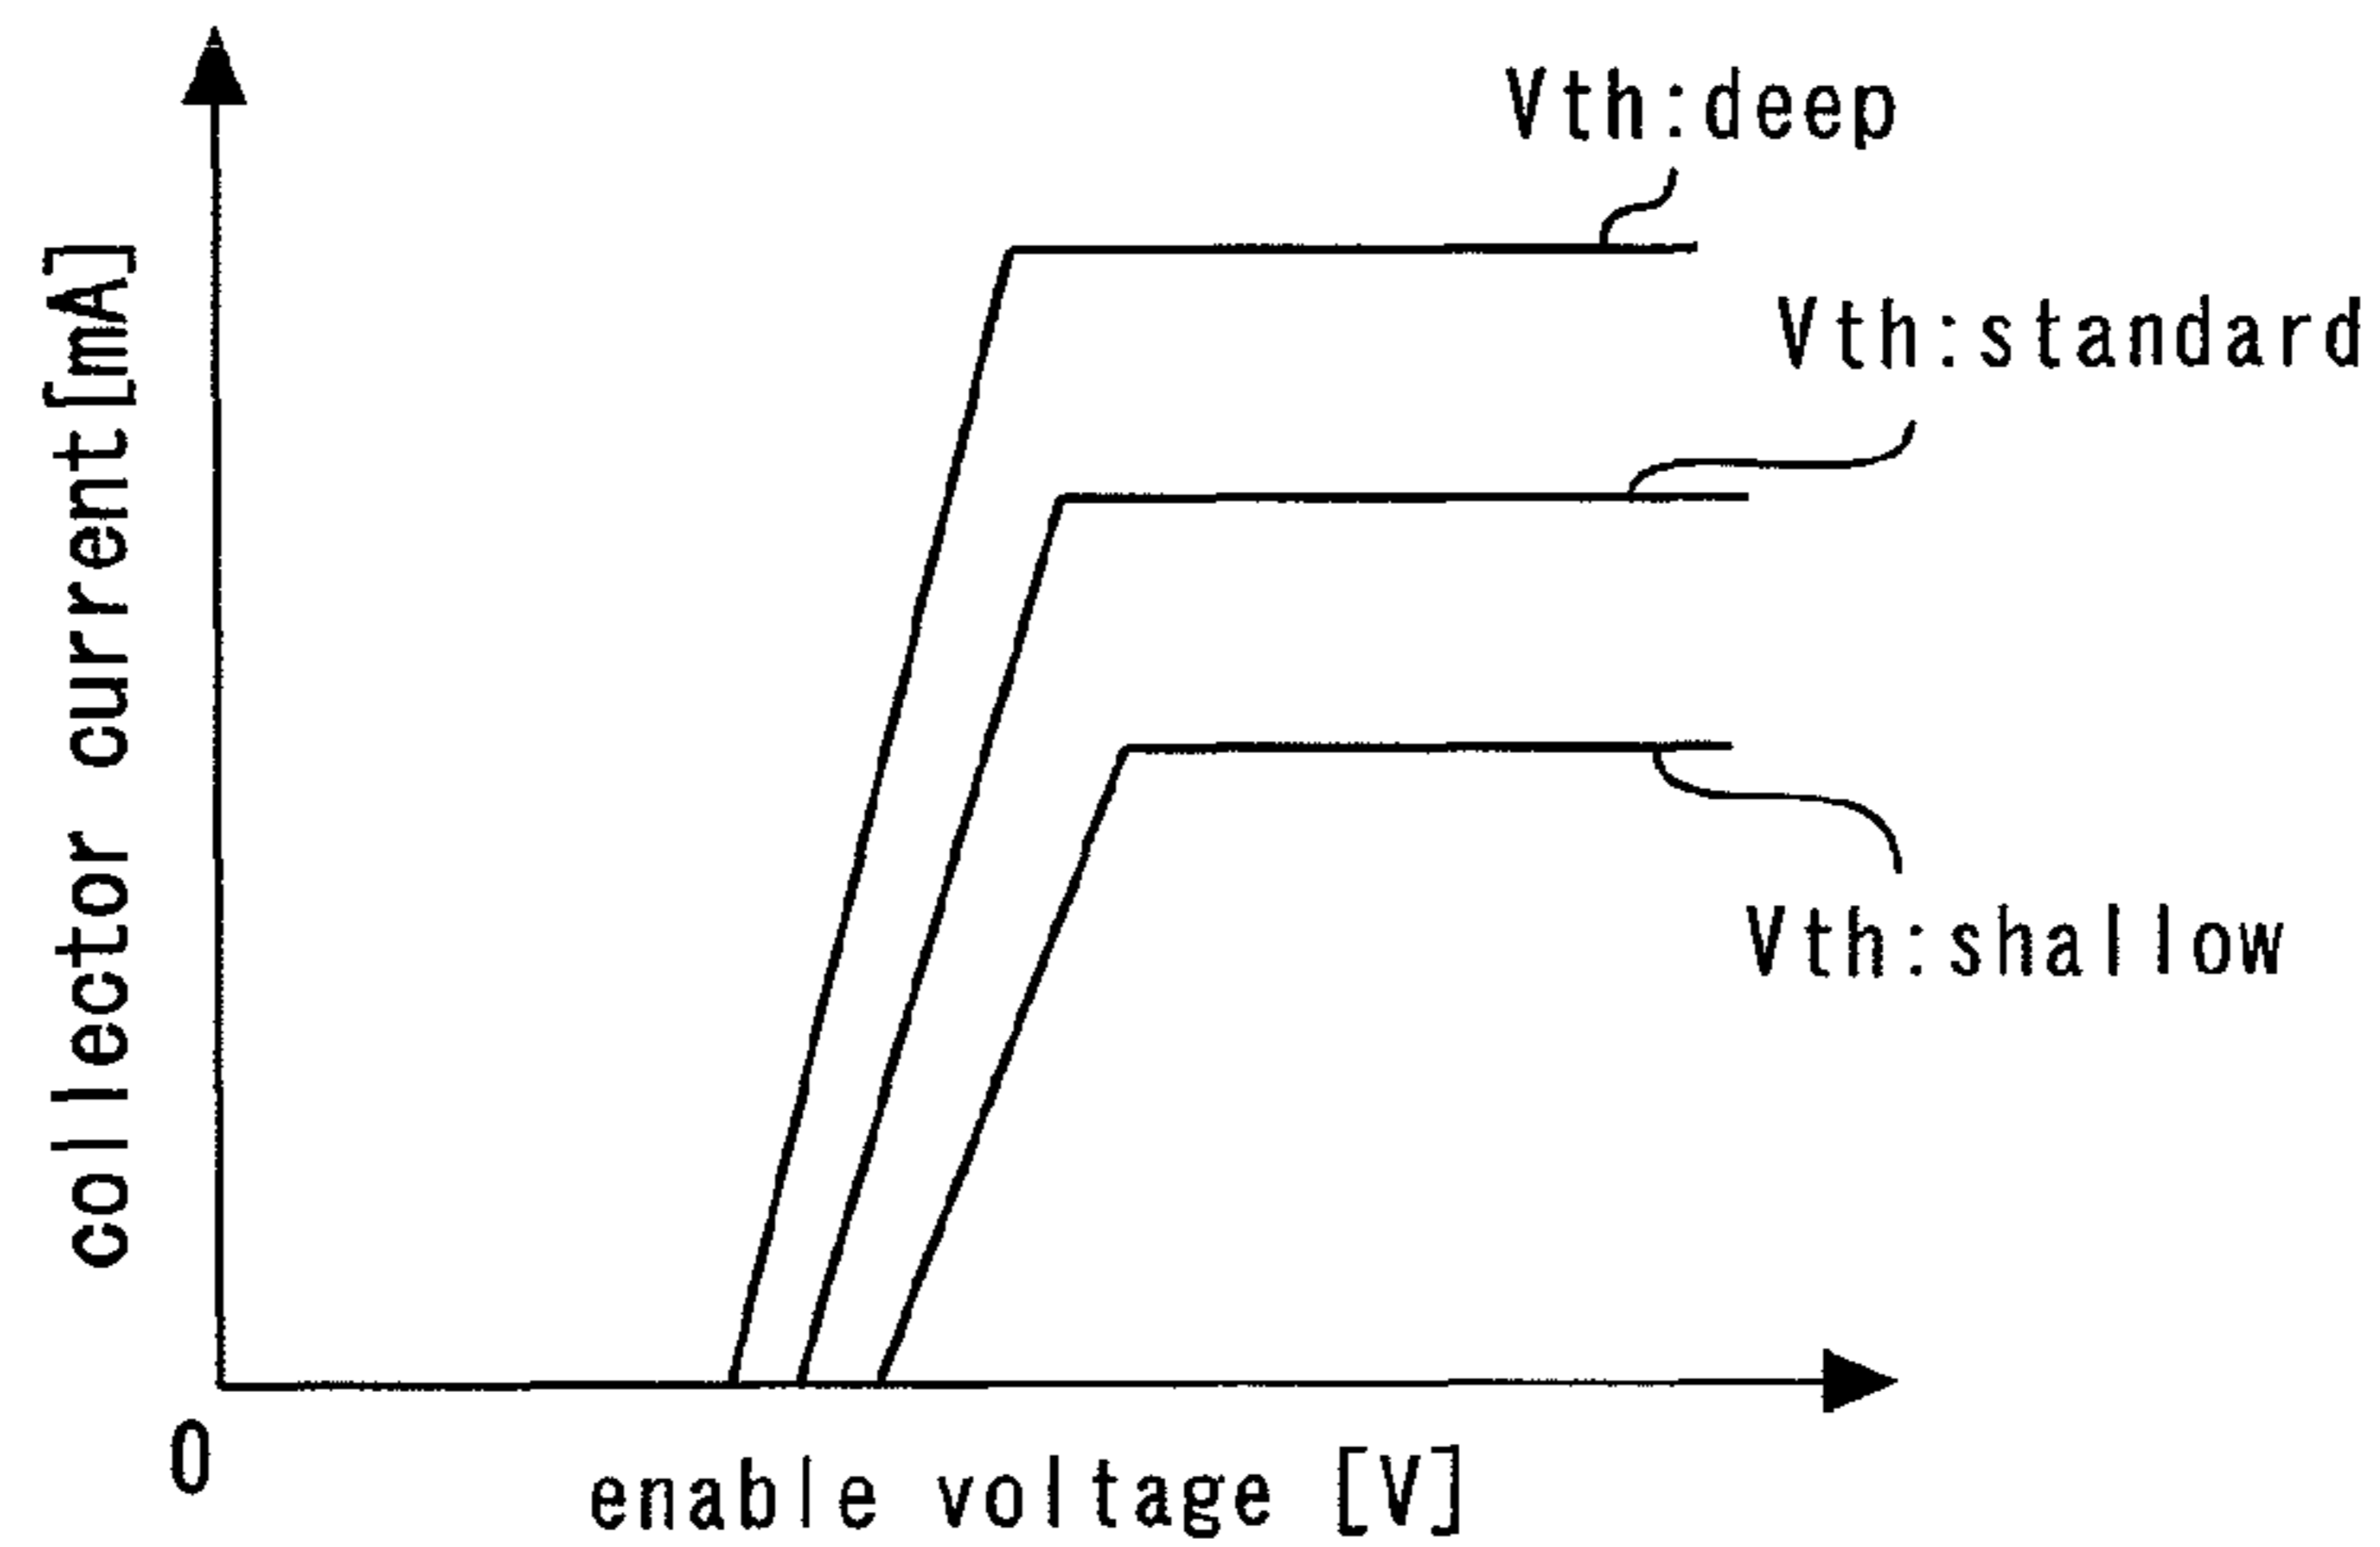 Vth:deep
Vth:standard
collector current[mA]
Vth:shallow
0
enable voltage [V]